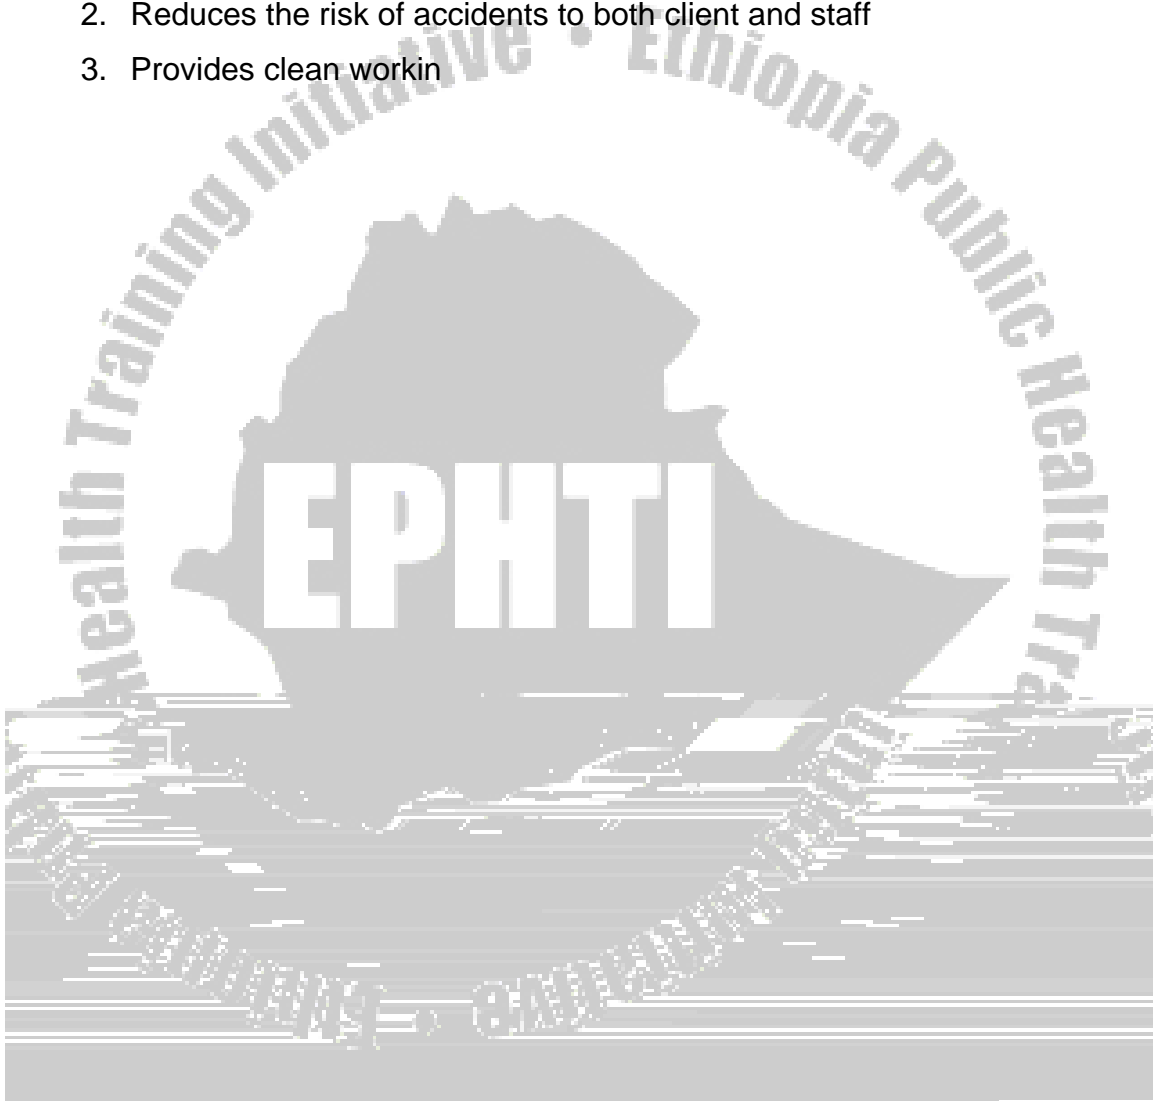 2. Reduces the risk of accidents to both client and staff
3. Provides clean workin
Health Training Initiative • Ethiopia Public Health Tra
EPHTI